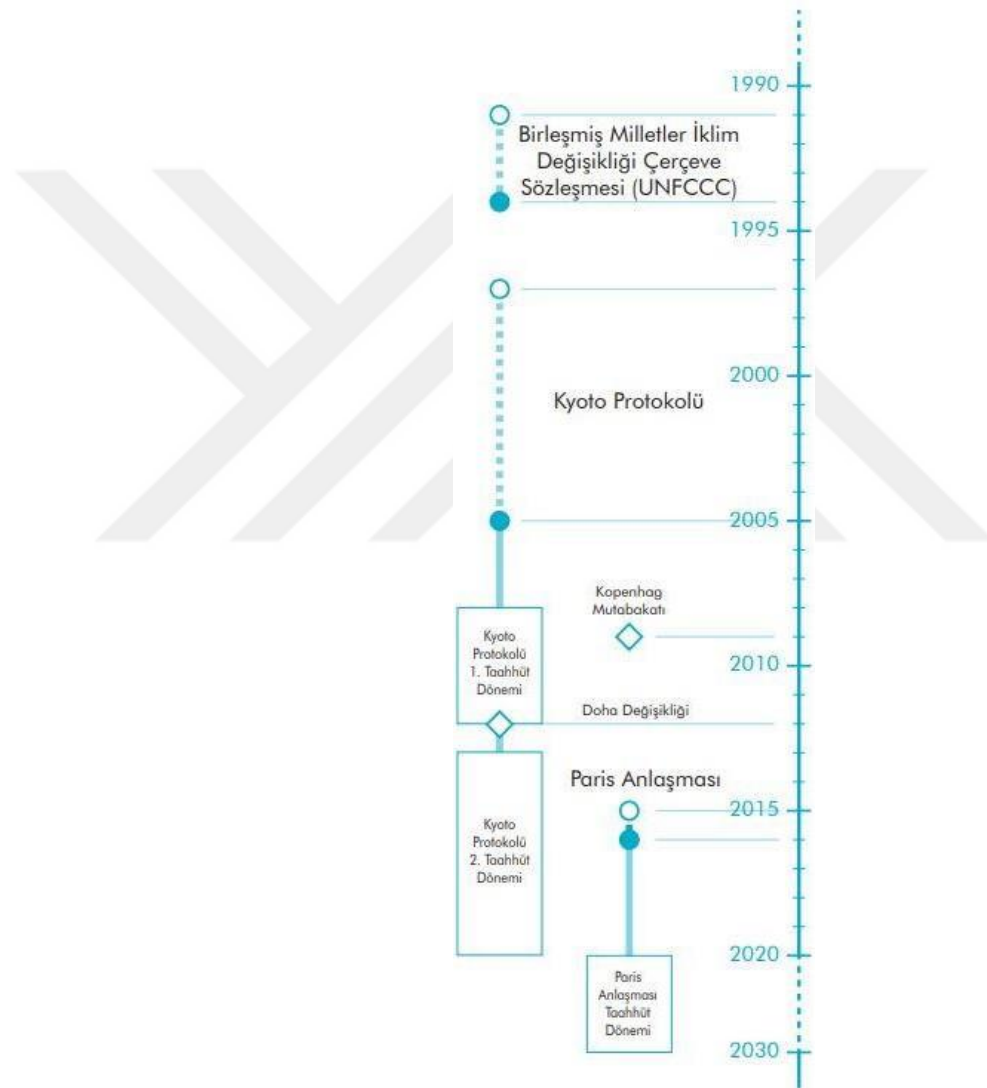 1990
Birleşmiş Milletler İklim
Değişikliği Çerçeve
Sözleşmesi (UNFCCC)
1995
2000
Kyoto Protokolü
2005
Kopenhag
Mutabakatı
Kyoto
Protokolü
1. Taahhüt
Dönemi
2010
Doha Değişikliği
Paris Anlaşması
2015
Kyoto
Protokolü
2. Taahhüt
Dönemi
2020
Paris
Anlaşması
Taahhüt
Dönemi
2030